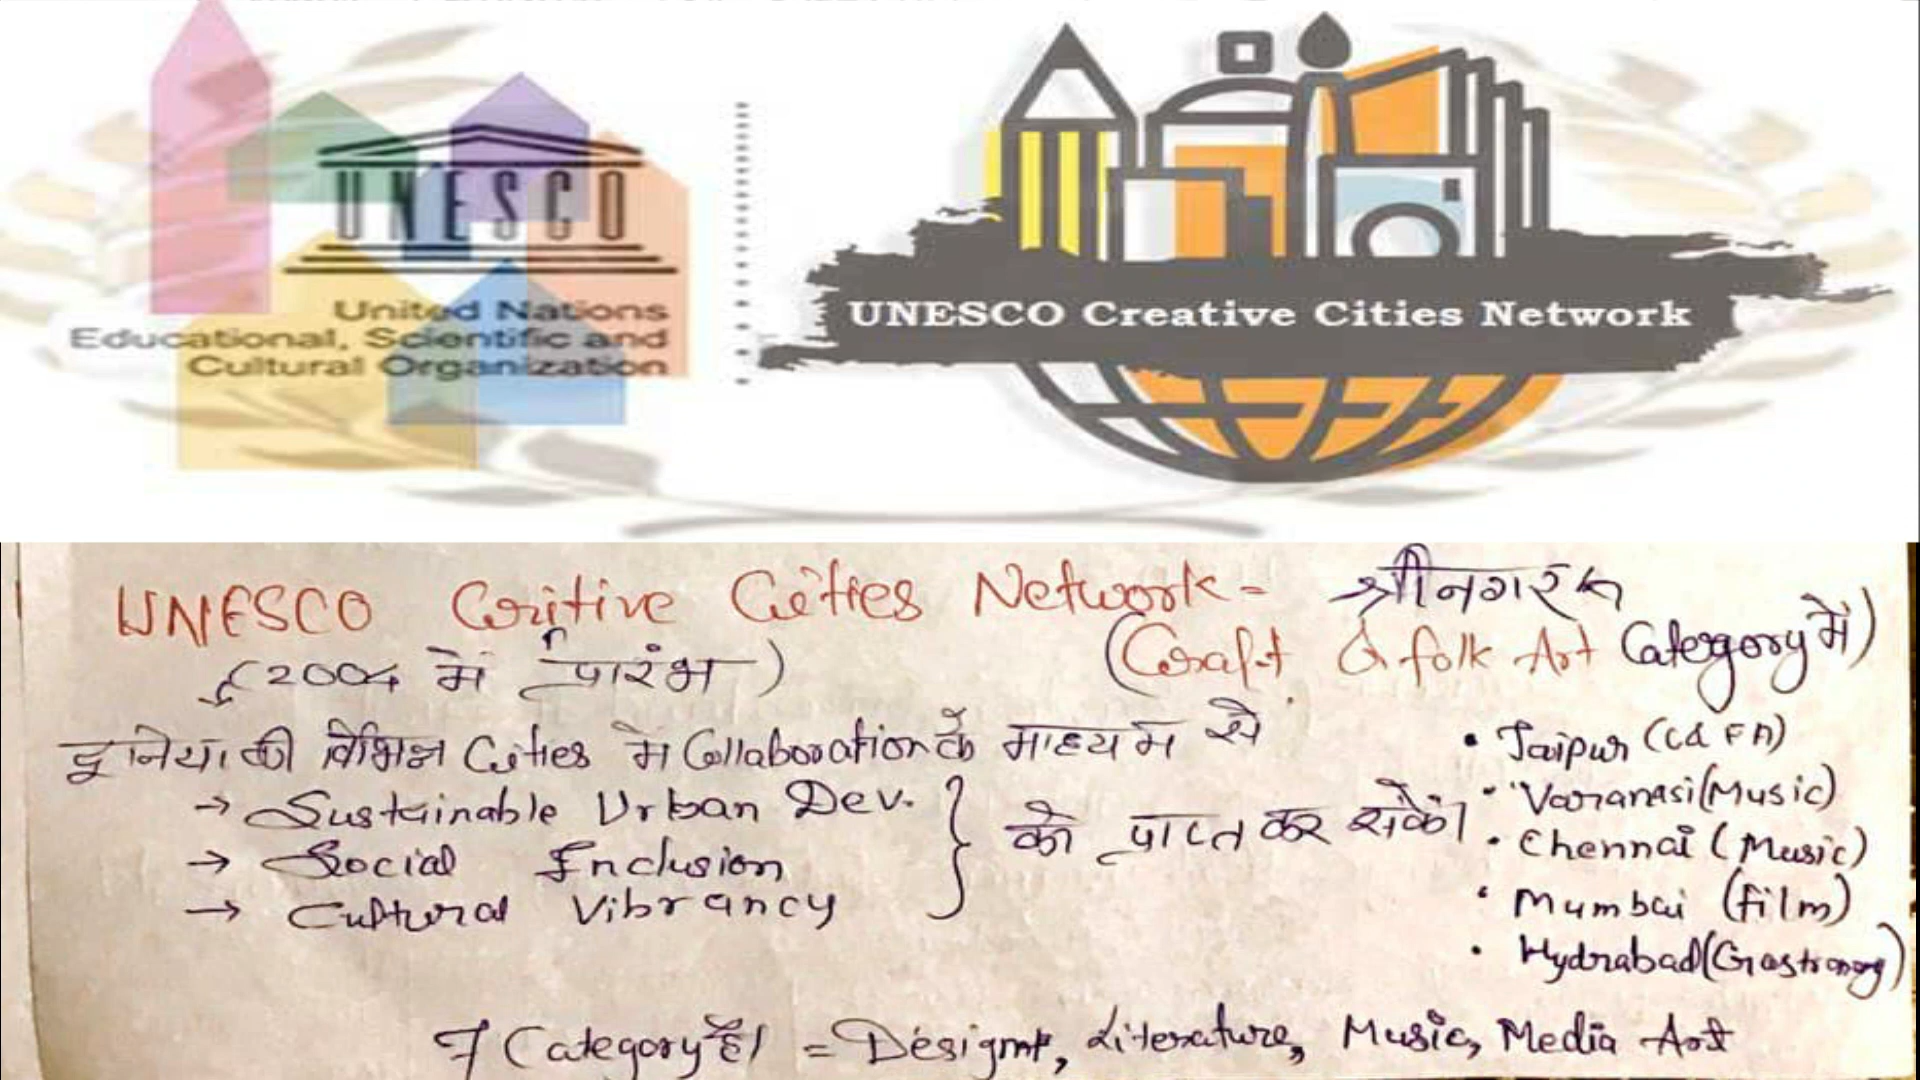 UNESCO
United Nations
Educational, Scientific and
Cultural Organization
UNESCO Creative Cities Network
UNESCO Coritive Cities Network = श्रीनगर
(2004 में प्रारंभ)
(Craft & folk Art Category में)
दुनिया की विभिन्न Cities में Collaboration के माध्यम से
→ Sustainable Urban Dev.
→ Social Inclusion
→ Cultural Vibrancy
को प्राप्त कर सकें।
• Jaipur (C & FA)
• Varanasi (Music)
• Chennai (Music)
• Mumbai (film)
• Hydrabad (Gastronomy)
7 Category है। = Design, Literature, Music, Media Art